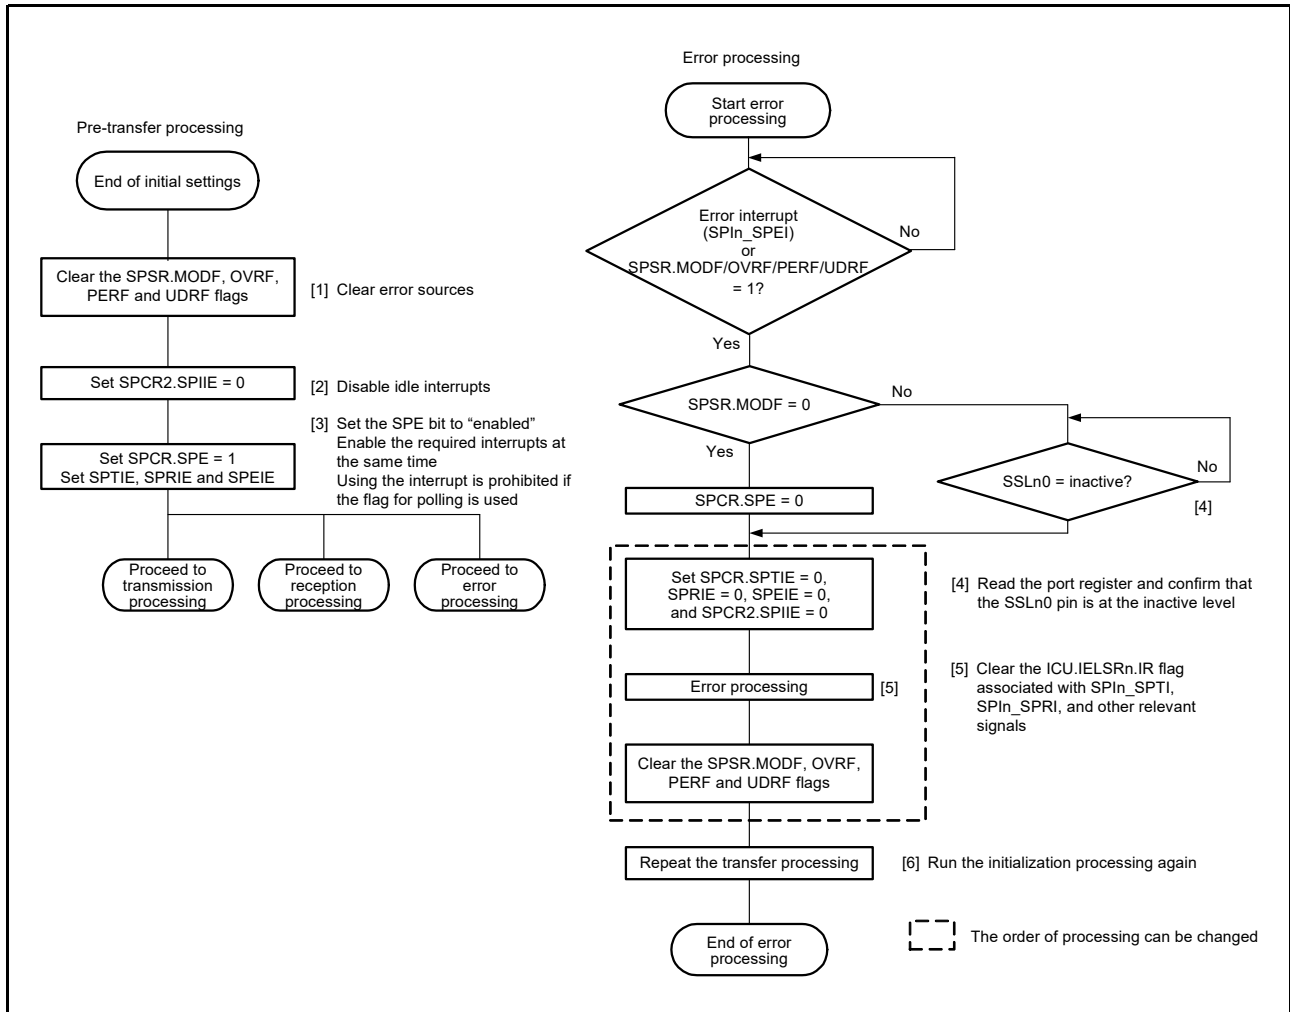 Pre-transfer processing
End of initial settings
Clear the SPSR.MODF, OVRF,
PERF and UDRF flags
[1] Clear error sources
Set SPCR2.SPIIE = 0
[2] Disable idle interrupts
Set SPCR.SPE = 1
Set SPTIE, SPRIE and SPEIE
[3] Set the SPE bit to “enabled”
Enable the required interrupts at
the same time
Using the interrupt is prohibited if
the flag for polling is used
Proceed to
transmission
processing
Proceed to
reception
processing
Proceed to
error
processing
Error processing
Start error
processing
Error interrupt
(SPIn_SPEI)
or
SPSR.MODF/OVRF/PERF/UDRF
= 1?
No
Yes
SPSR.MODF = 0
No
Yes
SSLn0 = inactive?
No
[4]
SPCR.SPE = 0
Set SPCR.SPTIE = 0,
SPRIE = 0, SPEIE = 0,
and SPCR2.SPIIE = 0
[4] Read the port register and confirm that
the SSLn0 pin is at the inactive level
Error processing
[5]
[5] Clear the ICU.IELSRn.IR flag
associated with SPIn_SPTI,
SPIn_SPRI, and other relevant
signals
Clear the SPSR.MODF, OVRF,
PERF and UDRF flags
Repeat the transfer processing
[6] Run the initialization processing again
End of error
processing
The order of processing can be changed